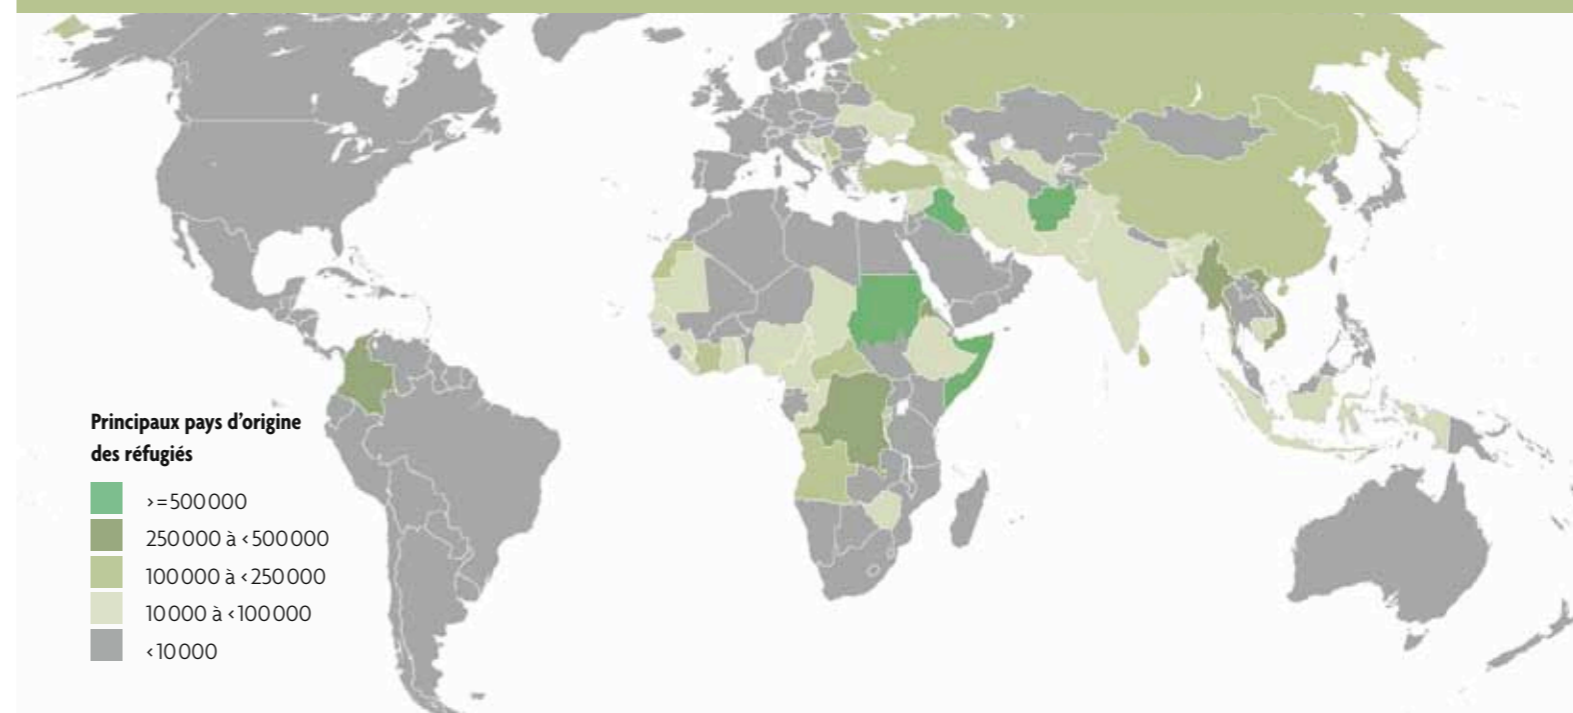 Principaux pays d’origine
des réfugiés
>=500 000
250 000 à <500 000
100 000 à <250 000
10 000 à <100 000
<10 000